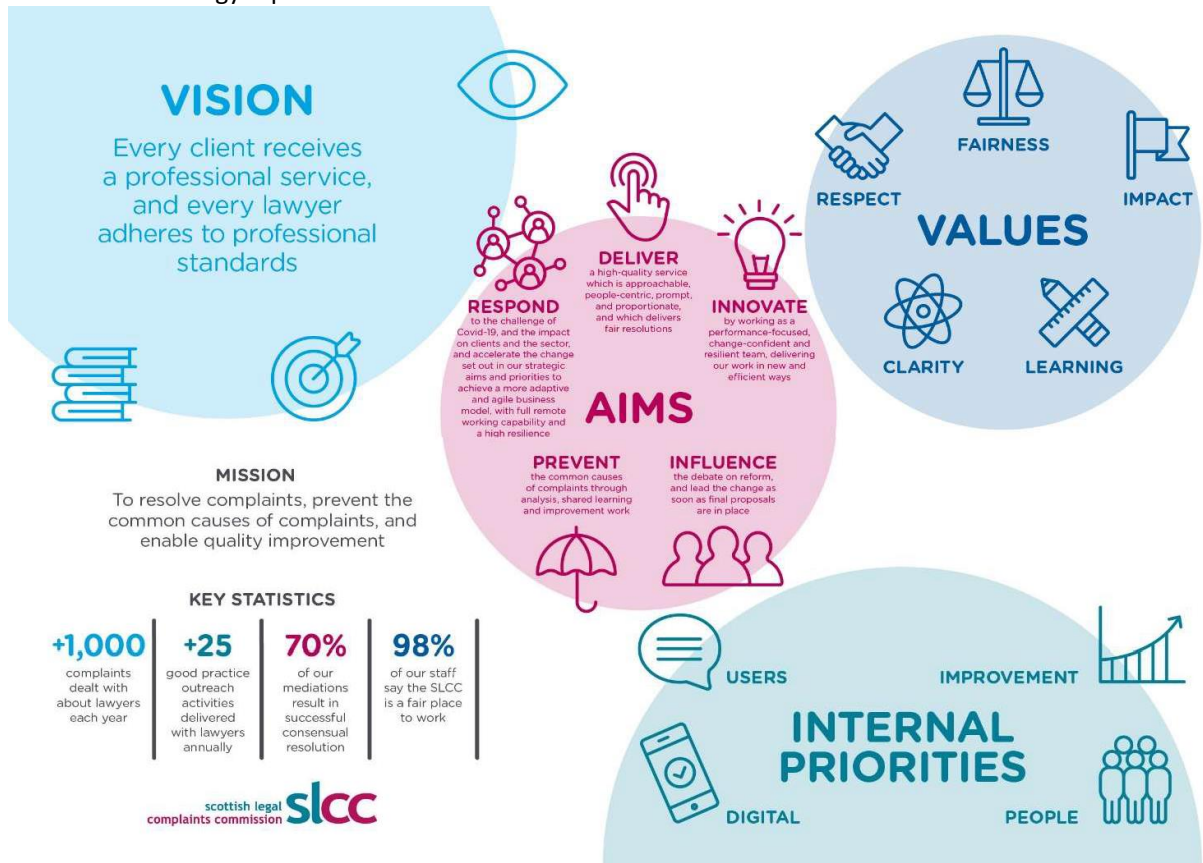 VISION
Every client receives
a professional service,
and every lawyer
adheres to professional
standards
FAIRNESS
RESPECT
IMPACT
VALUES
CLARITY
LEARNING
DELIVER
a high-quality service
which is approachable,
people-centric, prompt,
and proportionate,
and which delivers
fair resolutions
RESPOND
to the challenge of
Covid-19, and the impact
on clients and the sector,
and accelerate the change
set out in our strategic
aims and priorities to
achieve a more adaptive
and agile business
model, with full remote
working capability and
a high resilience
INNOVATE
by working as a
performance-focused,
change-confident and
resilient team, delivering
our work in new and
efficient ways
AIMS
PREVENT
the common causes
of complaints through
analysis, shared learning
and improvement work
INFLUENCE
the debate on reform,
and lead the change as
soon as final proposals
are in place
MISSION
To resolve complaints, prevent the
common causes of complaints, and
enable quality improvement
KEY STATISTICS
+1,000
complaints
dealt with
about lawyers
each year
+25
good practice
outreach
activities
delivered
with lawyers
annually
70%
of our
mediations
result in
successful
consensual
resolution
98%
of our staff
say the SLCC
is a fair place
to work
scottish legal
complaints commission
slcc
USERS
IMPROVEMENT
INTERNAL
PRIORITIES
DIGITAL
PEOPLE